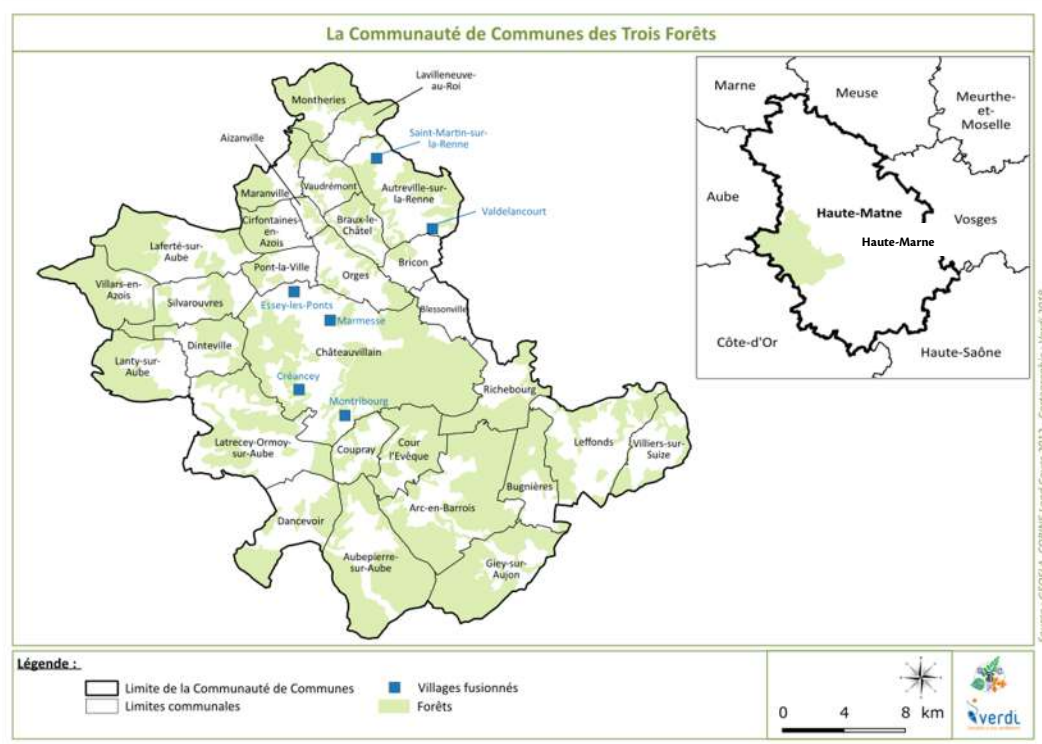 La Communauté de Communes des Trois Forêts
Lavilleneuve-
au-Roi
Montheries
Aizanville
Saint-Martin-sur-
la-Renne
Maranville
Vaudrémont
Autreville-sur-
la-Renne
Cirfontaines-
en-
Azois
Braux-le-
Châtel
Valdelancourt
Laferté-sur-
Aube
Pont-la-Ville
Orges
Bricon
Villars-en-
Azois
Silvarouvres
Essey-les-Ponts
Marmesse
Blessonville
Dinteville
Châteauvillain
Lanty-sur-
Aube
Créancey
Montribourg
Richebourg
Latrecey-Ormoy-
sur-Aube
Coupray
Cour
l'Evêque
Leffonds
Villiers-sur-
Suize
Bugnières
Arc-en-Barrois
Dancevoir
Aubepierre-
sur-Aube
Giey-sur-
Aujon
Marne
Meuse
Meurthe-
et-
Moselle
Aube
Haute-Matne
Haute-Marne
Vosges
Côte-d'Or
Haute-Saône
Légende :
Limite de la Communauté de Communes
Limites communales
Villages fusionnés
Forêts
0 4 8 km
verdi